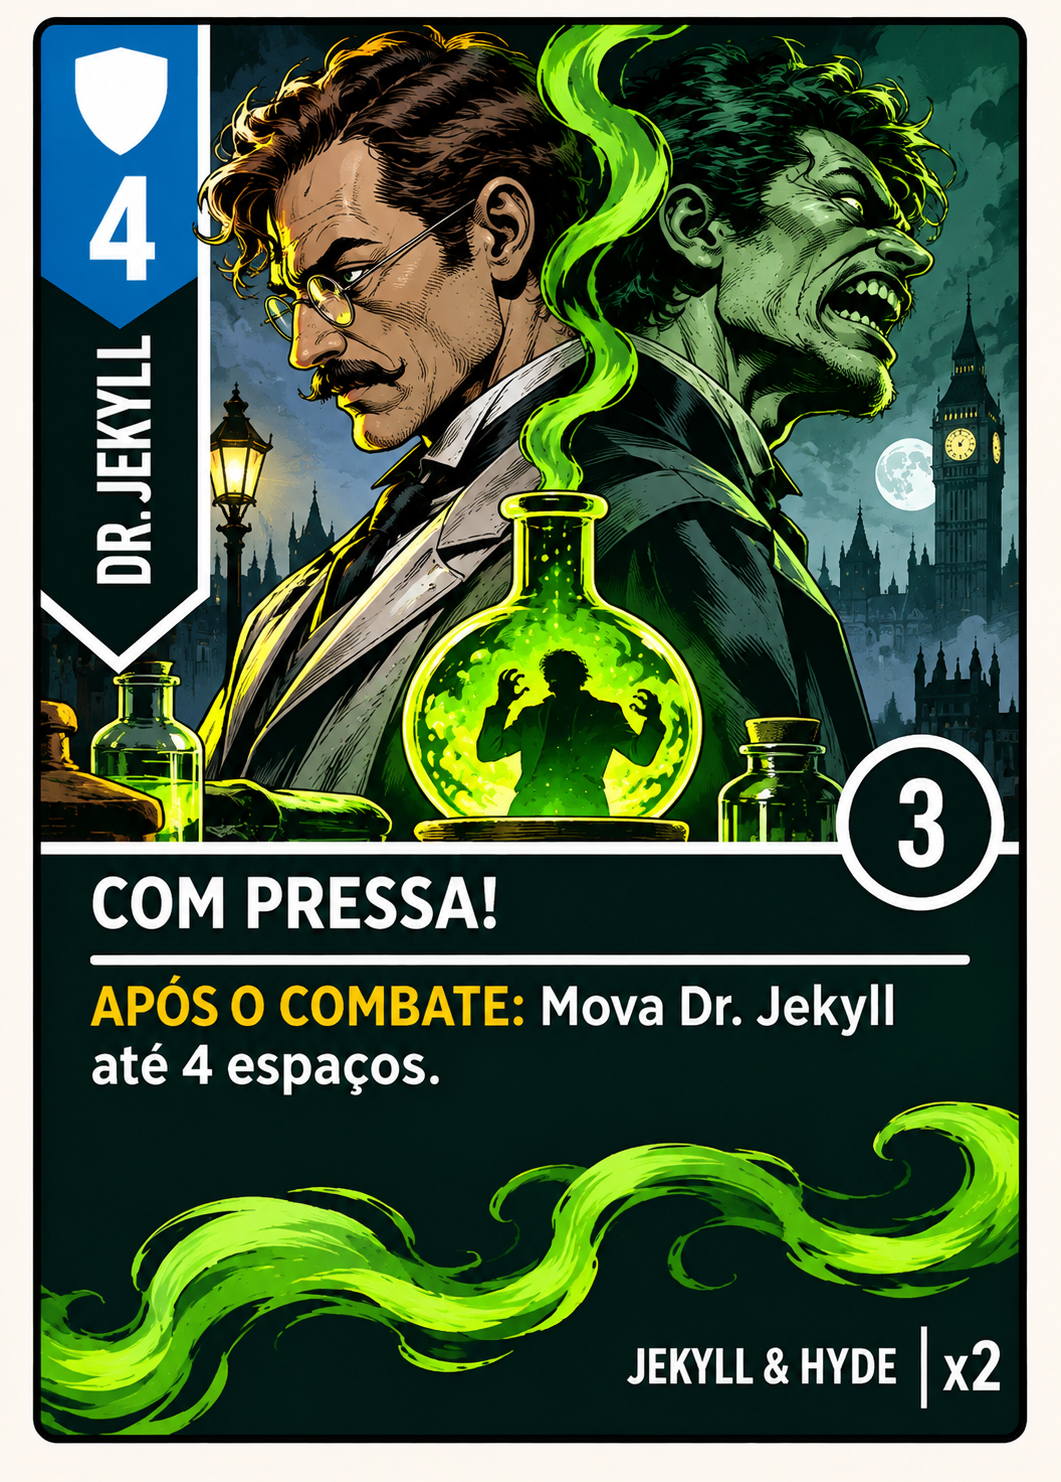 4
DR. JEKYLL
3
COM PRESSA!
APÓS O COMBATE: Mova Dr. Jekyll
até 4 espaços.
JEKYLL & HYDE | x2